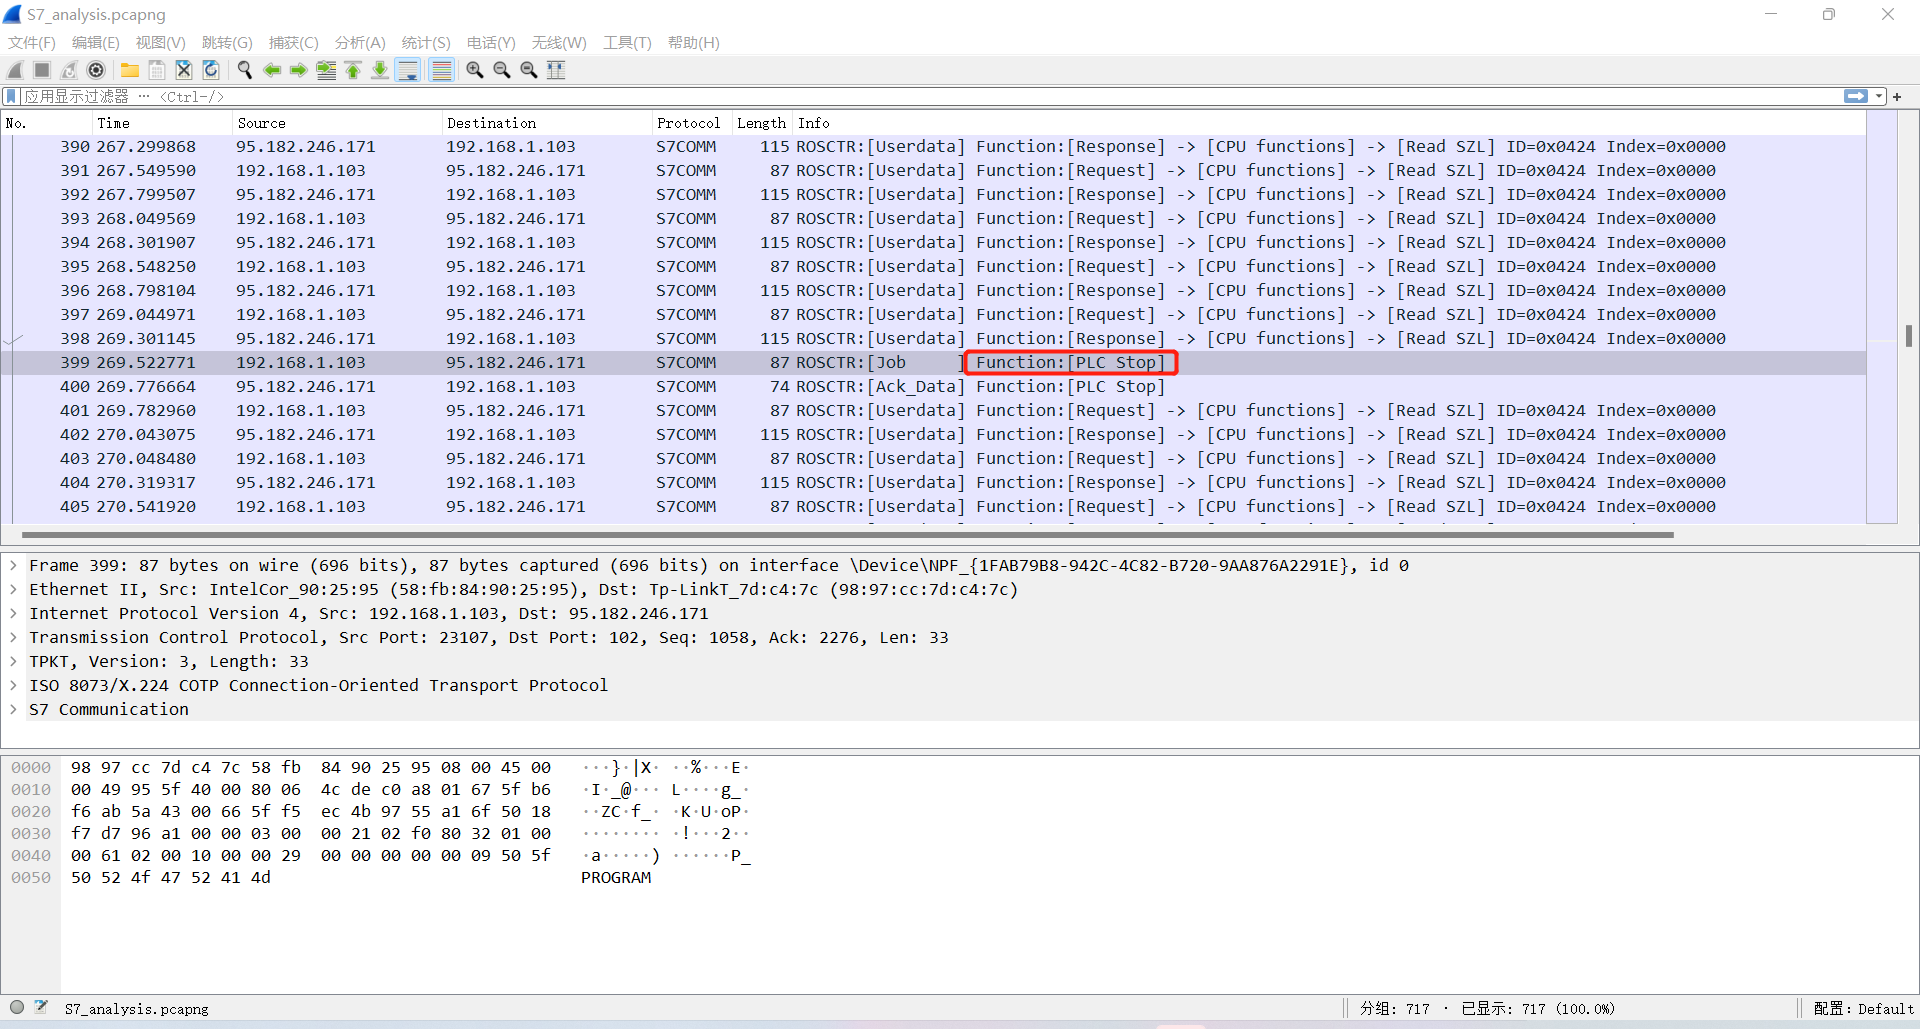 S7_analysis.pcapng
文件(F) 编辑(E) 视图(V) 跳转(G) 捕获(C) 分析(A) 统计(S) 电话(Y) 无线(W) 工具(T) 帮助(H)
应用显示过滤器 … <Ctrl-/>
No. Time Source Destination Protocol Length Info
390 267.299868 95.182.246.171 192.168.1.103 S7COMM 115 ROSCTR:[Userdata] Function:[Response] -> [CPU functions] -> [Read SZL] ID=0x0424 Index=0x0000
391 267.549590 192.168.1.103 95.182.246.171 S7COMM 87 ROSCTR:[Userdata] Function:[Request] -> [CPU functions] -> [Read SZL] ID=0x0424 Index=0x0000
392 267.799507 95.182.246.171 192.168.1.103 S7COMM 115 ROSCTR:[Userdata] Function:[Response] -> [CPU functions] -> [Read SZL] ID=0x0424 Index=0x0000
393 268.049569 192.168.1.103 95.182.246.171 S7COMM 87 ROSCTR:[Userdata] Function:[Request] -> [CPU functions] -> [Read SZL] ID=0x0424 Index=0x0000
394 268.301907 95.182.246.171 192.168.1.103 S7COMM 115 ROSCTR:[Userdata] Function:[Response] -> [CPU functions] -> [Read SZL] ID=0x0424 Index=0x0000
395 268.548250 192.168.1.103 95.182.246.171 S7COMM 87 ROSCTR:[Userdata] Function:[Request] -> [CPU functions] -> [Read SZL] ID=0x0424 Index=0x0000
396 268.798104 95.182.246.171 192.168.1.103 S7COMM 115 ROSCTR:[Userdata] Function:[Response] -> [CPU functions] -> [Read SZL] ID=0x0424 Index=0x0000
397 269.044971 192.168.1.103 95.182.246.171 S7COMM 87 ROSCTR:[Userdata] Function:[Request] -> [CPU functions] -> [Read SZL] ID=0x0424 Index=0x0000
398 269.301145 95.182.246.171 192.168.1.103 S7COMM 115 ROSCTR:[Userdata] Function:[Response] -> [CPU functions] -> [Read SZL] ID=0x0424 Index=0x0000
399 269.522771 192.168.1.103 95.182.246.171 S7COMM 87 ROSCTR:[Job ] Function:[PLC Stop]
400 269.776664 95.182.246.171 192.168.1.103 S7COMM 74 ROSCTR:[Ack_Data] Function:[PLC Stop]
401 269.782960 192.168.1.103 95.182.246.171 S7COMM 87 ROSCTR:[Userdata] Function:[Request] -> [CPU functions] -> [Read SZL] ID=0x0424 Index=0x0000
402 270.043075 95.182.246.171 192.168.1.103 S7COMM 115 ROSCTR:[Userdata] Function:[Response] -> [CPU functions] -> [Read SZL] ID=0x0424 Index=0x0000
403 270.048480 192.168.1.103 95.182.246.171 S7COMM 87 ROSCTR:[Userdata] Function:[Request] -> [CPU functions] -> [Read SZL] ID=0x0424 Index=0x0000
404 270.319317 95.182.246.171 192.168.1.103 S7COMM 115 ROSCTR:[Userdata] Function:[Response] -> [CPU functions] -> [Read SZL] ID=0x0424 Index=0x0000
405 270.541920 192.168.1.103 95.182.246.171 S7COMM 87 ROSCTR:[Userdata] Function:[Request] -> [CPU functions] -> [Read SZL] ID=0x0424 Index=0x0000
Frame 399: 87 bytes on wire (696 bits), 87 bytes captured (696 bits) on interface \Device\NPF_{1FAB79B8-942C-4C82-B720-9AA876A2291E}, id 0
Ethernet II, Src: IntelCor_90:25:95 (58:fb:84:90:25:95), Dst: Tp-LinkT_7d:c4:7c (98:97:cc:7d:c4:7c)
Internet Protocol Version 4, Src: 192.168.1.103, Dst: 95.182.246.171
Transmission Control Protocol, Src Port: 23107, Dst Port: 102, Seq: 1058, Ack: 2276, Len: 33
TPKT, Version: 3, Length: 33
ISO 8073/X.224 COTP Connection-Oriented Transport Protocol
S7 Communication
0000 98 97 cc 7d c4 7c 58 fb 84 90 25 95 08 00 45 00 ···}·|X· ··%···E·
0010 00 49 95 5f 40 00 80 06 4c de c0 a8 01 67 5f b6 ·I·_@··· L····g_·
0020 f6 ab 5a 43 00 66 5f f5 ec 4b 97 55 a1 6f 50 18 ··ZC·f_· ·K·U·oP·
0030 f7 d7 96 a1 00 00 03 00 00 21 02 f0 80 32 01 00 ········ ·!···2··
0040 00 61 02 00 10 00 00 29 00 00 00 00 00 09 50 5f ·a·····) ······P_
0050 50 52 4f 47 52 41 4d PROGRAM
S7_analysis.pcapng 分组: 717 · 已显示: 717 (100.0%) 配置: Default